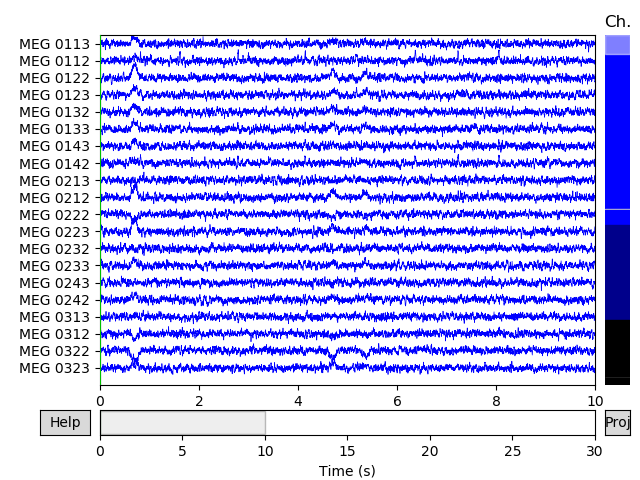 Ch.
MEG 0113
MEG 0112
MEG 0122
MEG 0123
MEG 0132
MEG 0133
MEG 0143
MEG 0142
MEG 0213
MEG 0212
MEG 0222
MEG 0223
MEG 0232
MEG 0233
MEG 0243
MEG 0242
MEG 0313
MEG 0312
MEG 0322
MEG 0323
0 2 4 6 8 10
Help Proj
0 5 10 15 20 25 30
Time (s)